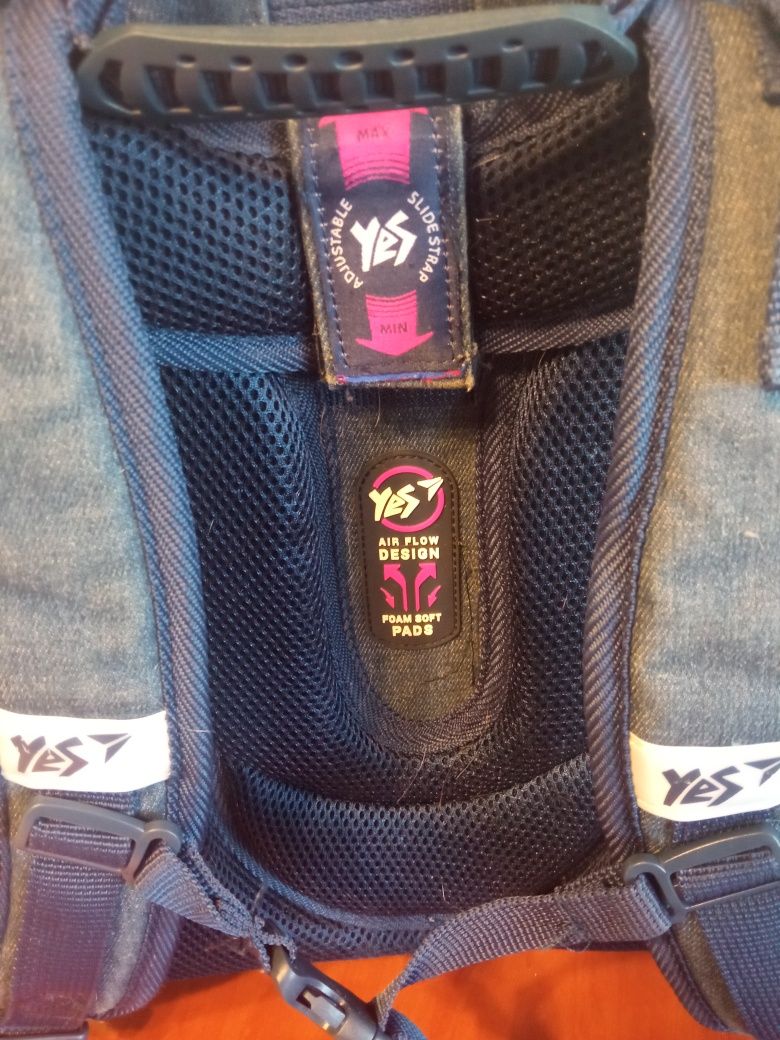 MAX
ADJUSTABLE
YES
SLIDE STRAP
MIN
YES
AIR FLOW
DESIGN
FOAM SOFT
PADS
YES
YES